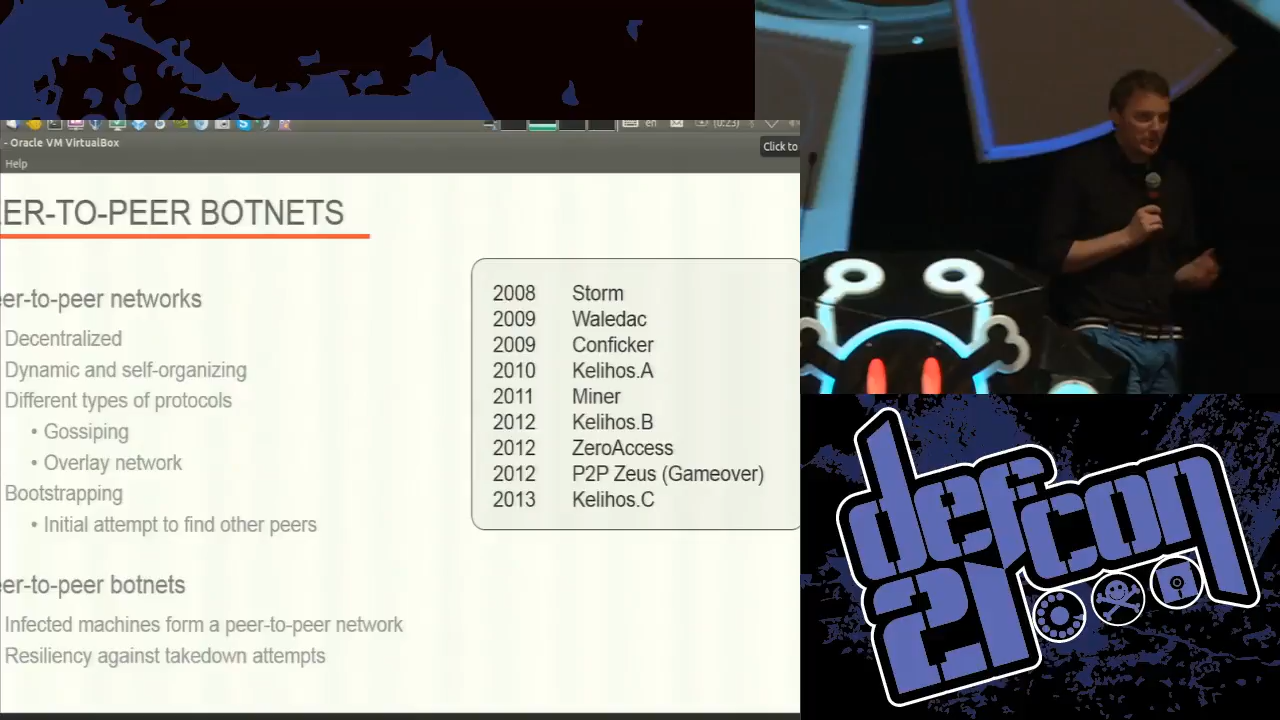 en
(0:23)
- Oracle VM VirtualBox
Click to
Help
ER-TO-PEER BOTNETS
er-to-peer networks
Decentralized
Dynamic and self-organizing
Different types of protocols
• Gossiping
• Overlay network
Bootstrapping
• Initial attempt to find other peers
er-to-peer botnets
Infected machines form a peer-to-peer network
Resiliency against takedown attempts
2008 Storm
2009 Waledac
2009 Conficker
2010 Kelihos.A
2011 Miner
2012 Kelihos.B
2012 ZeroAccess
2012 P2P Zeus (Gameover)
2013 Kelihos.C
defcon
21